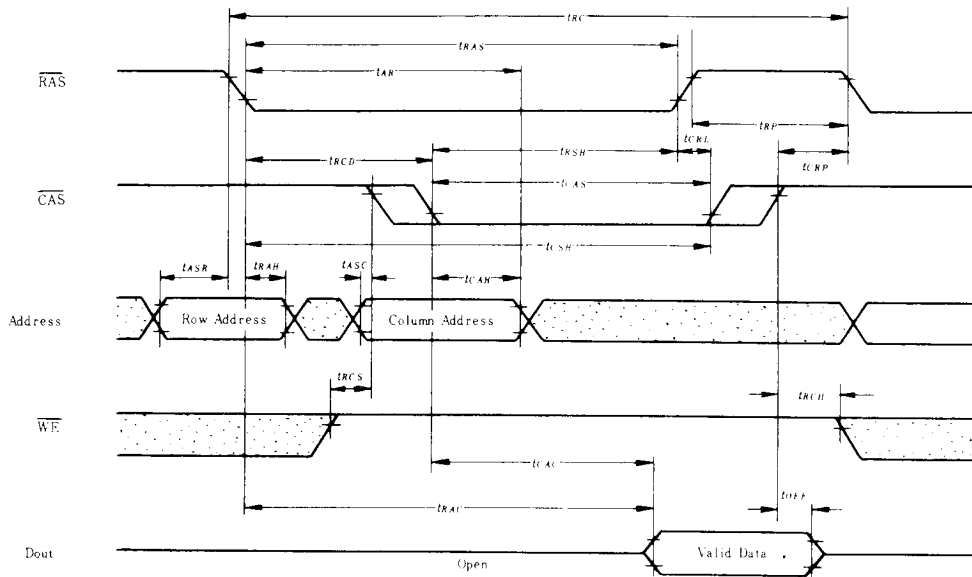 tRC
tRAS
tAR
RAS
tRP
tCRL
tRCD
tRSH
tCRP
CAS
tCAS
tCSH
tASR
tRAH
tASC
tCAH
Address
Row Address
Column Address
tRCS
tRCH
WE
tCAC
tOFF
tRAC
Dout
Open
Valid Data